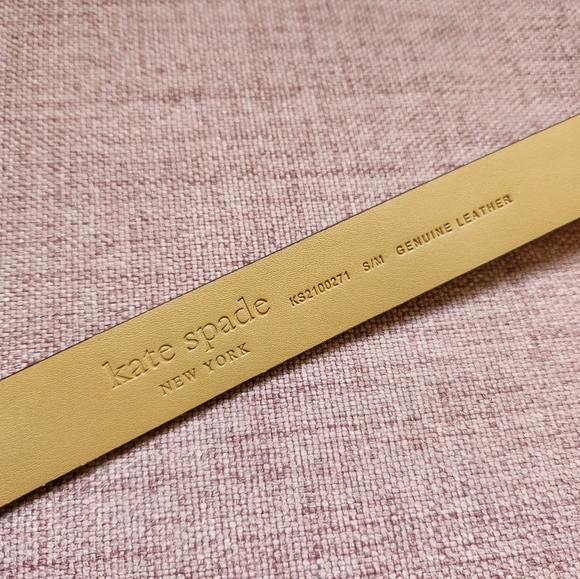 kate spade
NEW YORK
KS2100271 S/M GENUINE LEATHER